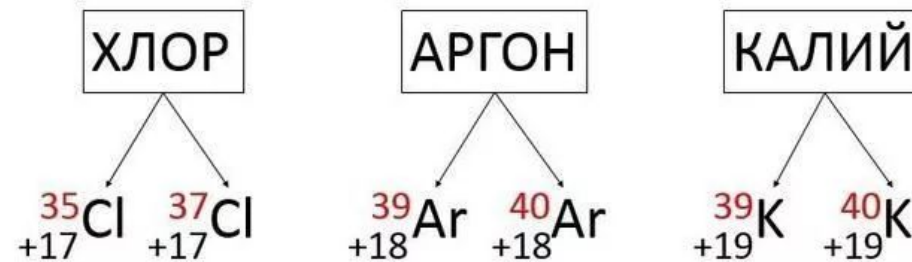 ХЛОР АРГОН КАЛИЙ
35 37 39 40 39 40
Cl Cl Ar Ar K K
+17 +17 +18 +18 +19 +19